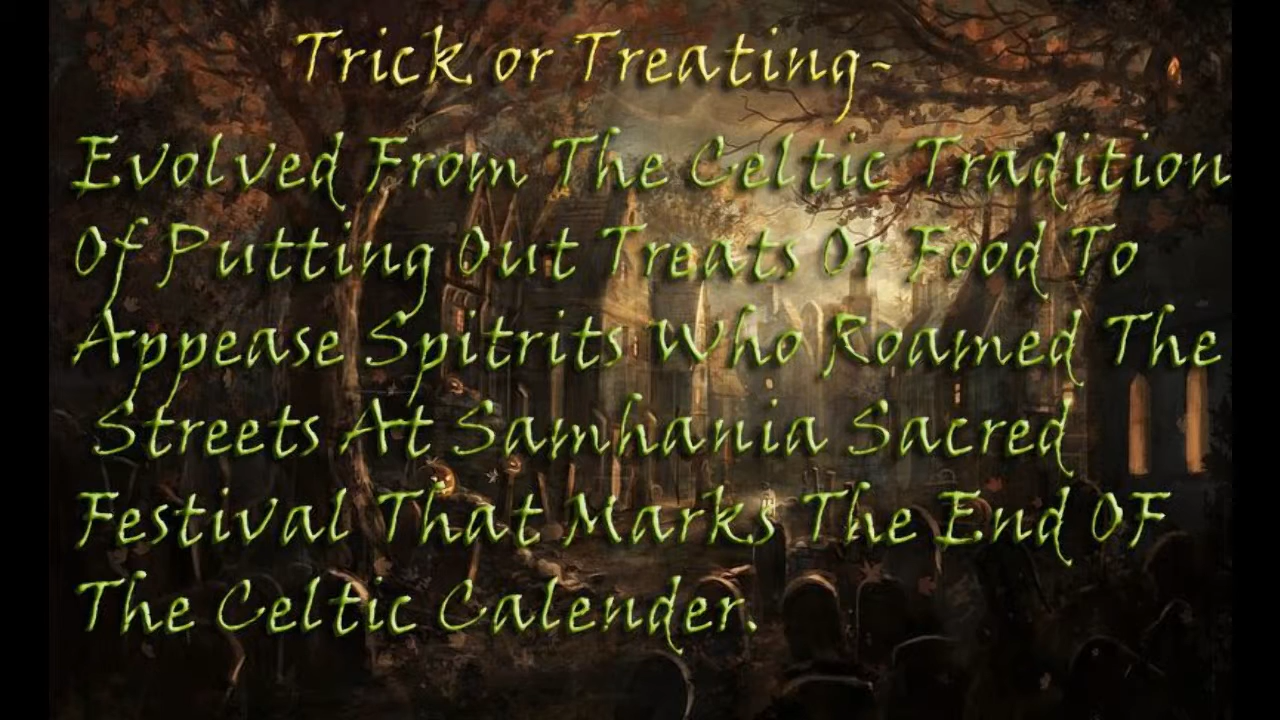 Trick or Treating-
Evolved From The Celtic Tradition
Of Putting Out Treats Or Food To
Appease Spitrits Who Roamed The
Streets At Samhania Sacred
Festival That Marks The End OF
The Celtic Calender.